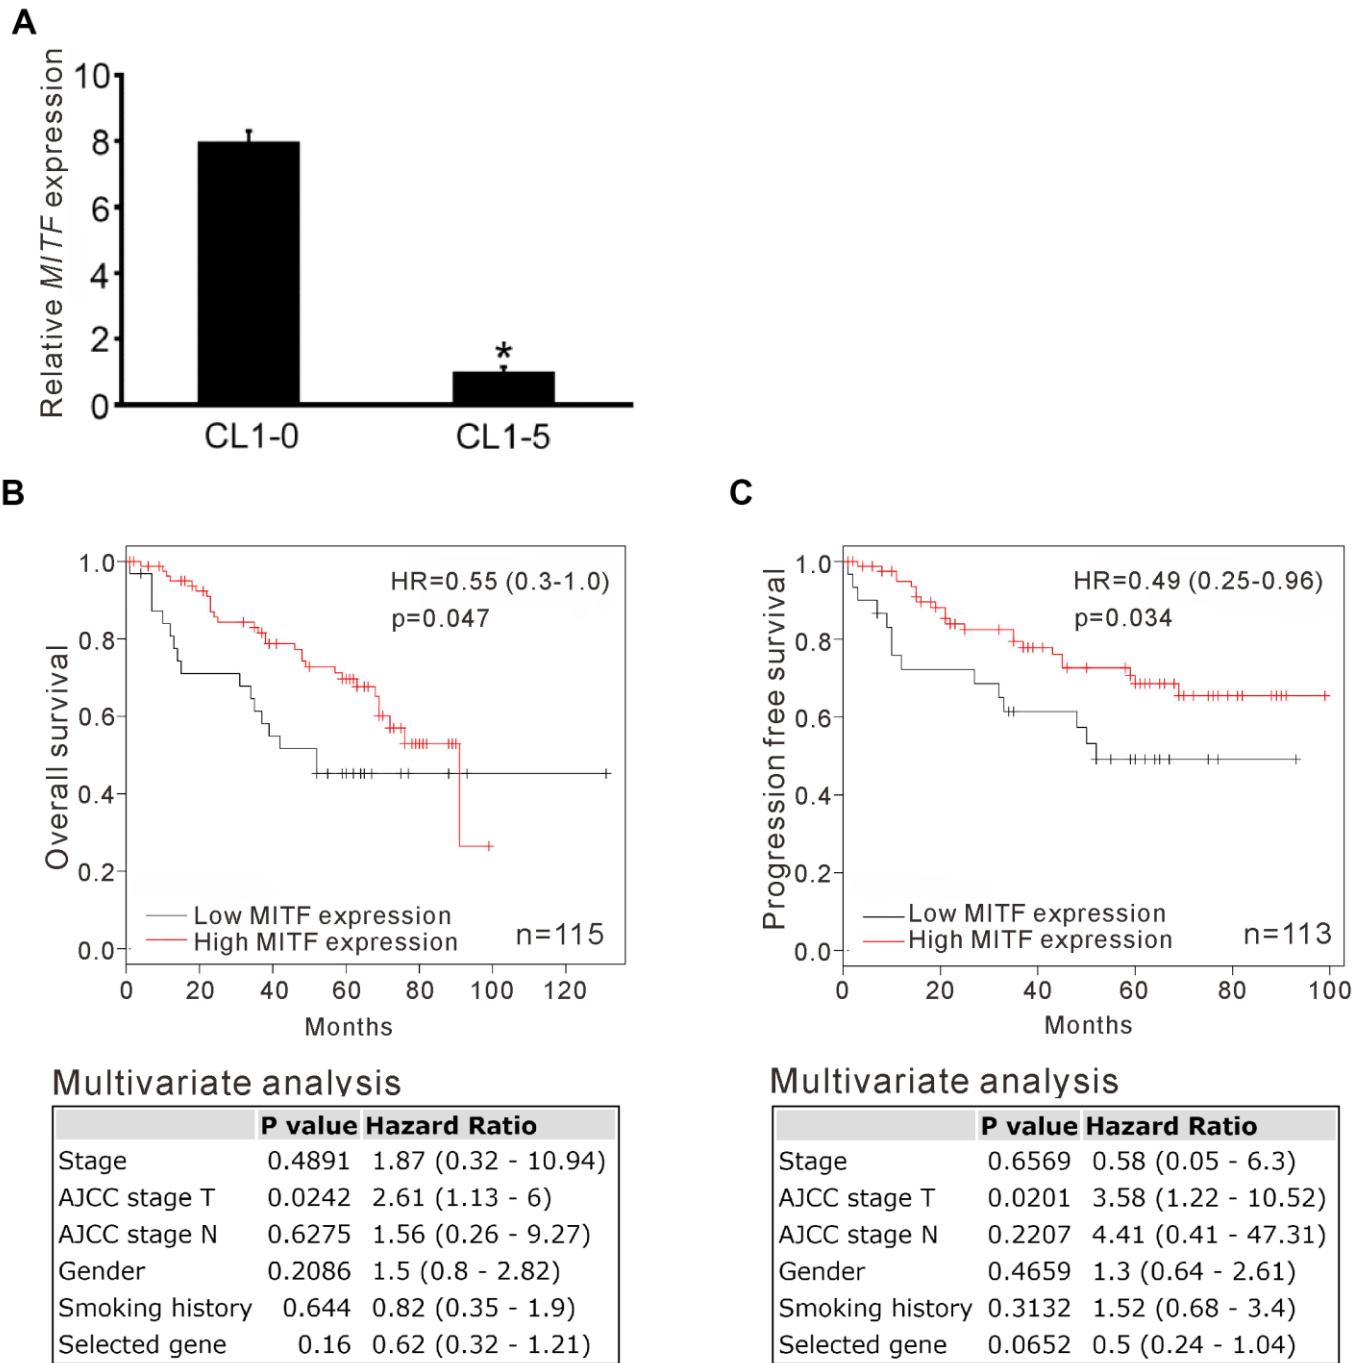 A
Relative MITF expression
10
8
6
4
2
0
*
CL1-0
CL1-5
B
Overall survival
1.0
0.8
0.6
0.4
0.2
0.0
HR=0.55 (0.3-1.0)
p=0.047
Low MITF expression
High MITF expression
n=115
0 20 40 60 80 100 120
Months
Multivariate analysis
P value Hazard Ratio
Stage 0.4891 1.87 (0.32 - 10.94)
AJCC stage T 0.0242 2.61 (1.13 - 6)
AJCC stage N 0.6275 1.56 (0.26 - 9.27)
Gender 0.2086 1.5 (0.8 - 2.82)
Smoking history 0.644 0.82 (0.35 - 1.9)
Selected gene 0.16 0.62 (0.32 - 1.21)
C
Progression free survival
1.0
0.8
0.6
0.4
0.2
0.0
HR=0.49 (0.25-0.96)
p=0.034
Low MITF expression
High MITF expression
n=113
0 20 40 60 80 100
Months
Multivariate analysis
P value Hazard Ratio
Stage 0.6569 0.58 (0.05 - 6.3)
AJCC stage T 0.0201 3.58 (1.22 - 10.52)
AJCC stage N 0.2207 4.41 (0.41 - 47.31)
Gender 0.4659 1.3 (0.64 - 2.61)
Smoking history 0.3132 1.52 (0.68 - 3.4)
Selected gene 0.0652 0.5 (0.24 - 1.04)